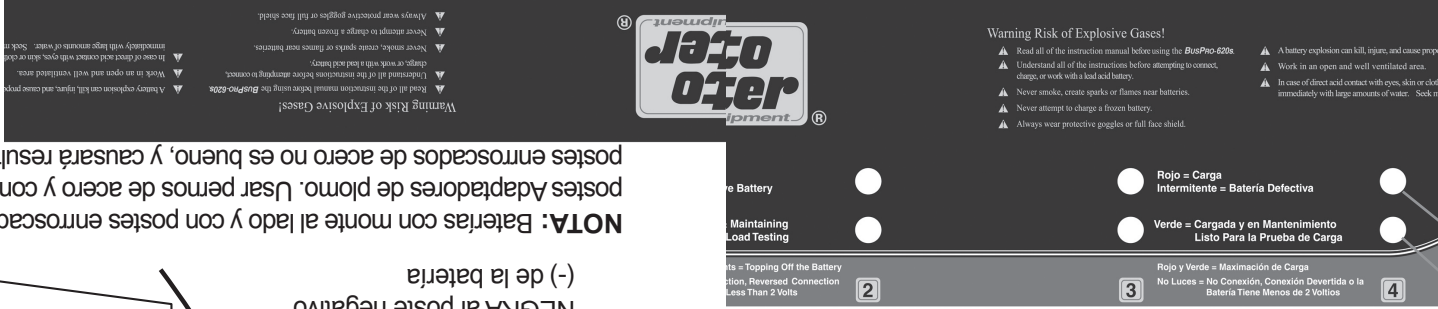 Warning Risk of Explosive Gases!
Read all of the instruction manual before using the BUSPRO-620s.
Understand all of the instructions before attempting to connect,
charge, or work with a lead acid battery.
Never smoke, create sparks or flames near batteries.
Never attempt to charge a frozen battery.
Always wear protective goggles or full face shield.
A battery explosion can kill, injure, and cause prope
Work in an open and well ventilated area.
In case of direct acid contact with eyes, skin or cloth
immediately with large amounts of water. Seek m
NOTA: Baterías con monte al lado y con postes enrroscad
postes Adaptadores de plomo. Usar pernos de acero y con
postes enrroscados de acero no es bueno, y causará result
NEGRA al poste negativo
(-) de la batería
quipment
®
oter
oter
ipment
®
Warning Risk of Explosive Gases!
Read all of the instruction manual before using the BUSPRO-620s.
Understand all of the instructions before attempting to connect,
charge, or work with a lead acid battery.
Never smoke, create sparks or flames near batteries.
Never attempt to charge a frozen battery.
Always wear protective goggles or full face shield.
A battery explosion can kill, injure, and cause prope
Work in an open and well ventilated area.
In case of direct acid contact with eyes, skin or cloth
immediately with large amounts of water. Seek m
e Battery
Maintaining
Load Testing
ts = Topping Off the Battery
ction, Reversed Connection
Less Than 2 Volts
2
3
Rojo = Carga
Intermitente = Batería Defectiva
Verde = Cargada y en Mantenimiento
Listo Para la Prueba de Carga
Rojo y Verde = Maximación de Carga
No Luces = No Conexión, Conexión Devertida o la
Batería Tiene Menos de 2 Voltios
4